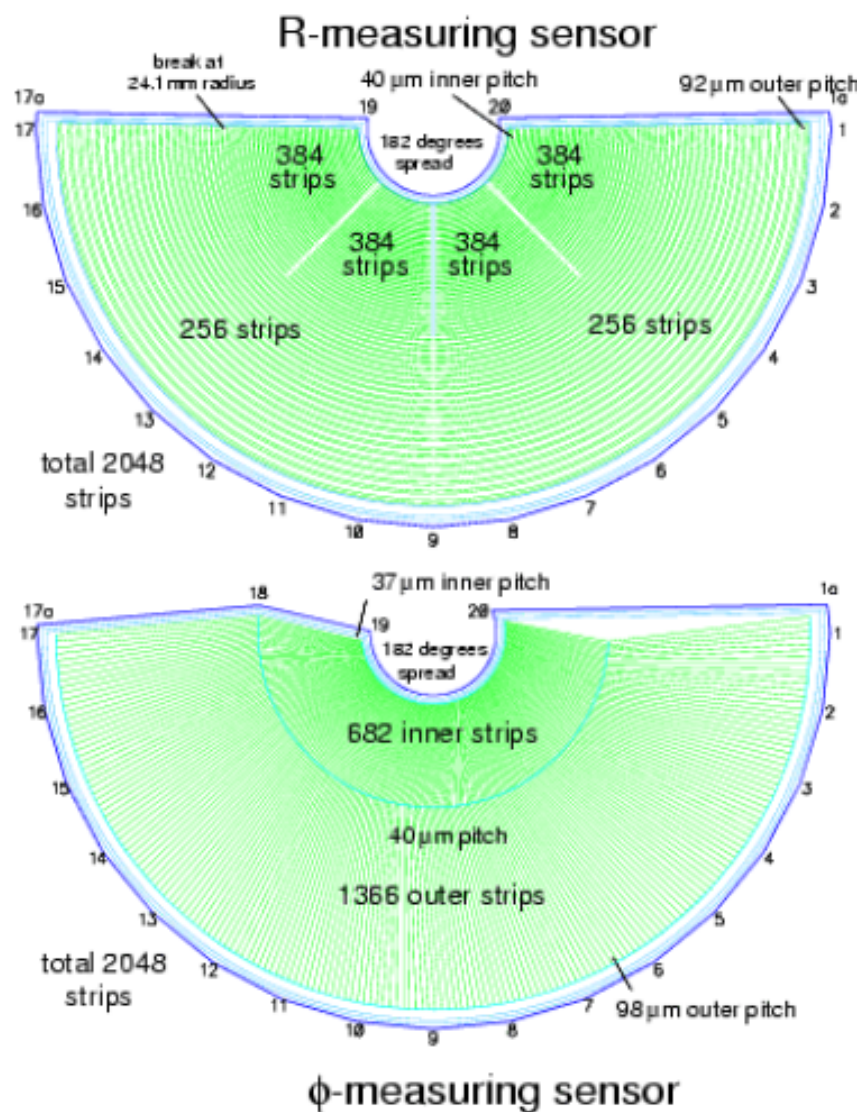 R-measuring sensor
break at
24.1 mm radius
40 μm inner pitch
92 μm outer pitch
17a
19
20
1a
17
1
182 degrees
spread
384
strips
384
strips
16
2
384
strips
384
strips
15
3
256 strips
256 strips
14
4
13
5
total 2048
strips
12
6
11
7
10
8
9
37 μm inner pitch
18
17a
20
1a
19
17
1
182 degrees
spread
16
2
682 inner strips
15
3
40 μm pitch
14
4
1366 outer strips
13
5
total 2048
strips
12
6
11
7
98 μm outer pitch
10
8
9
ϕ-measuring sensor